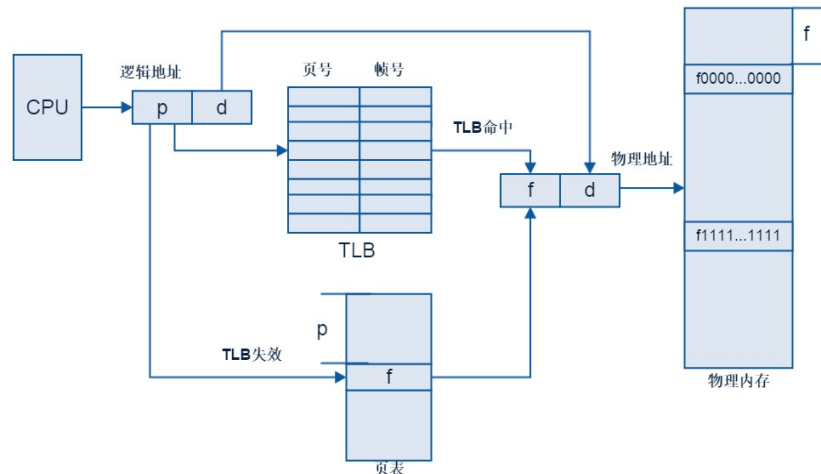 CPU
逻辑地址
p
d
页号
帧号
TLB
TLB命中
f
d
物理地址
f
f0000...0000
f1111...1111
物理内存
p
TLB失效
f
页表